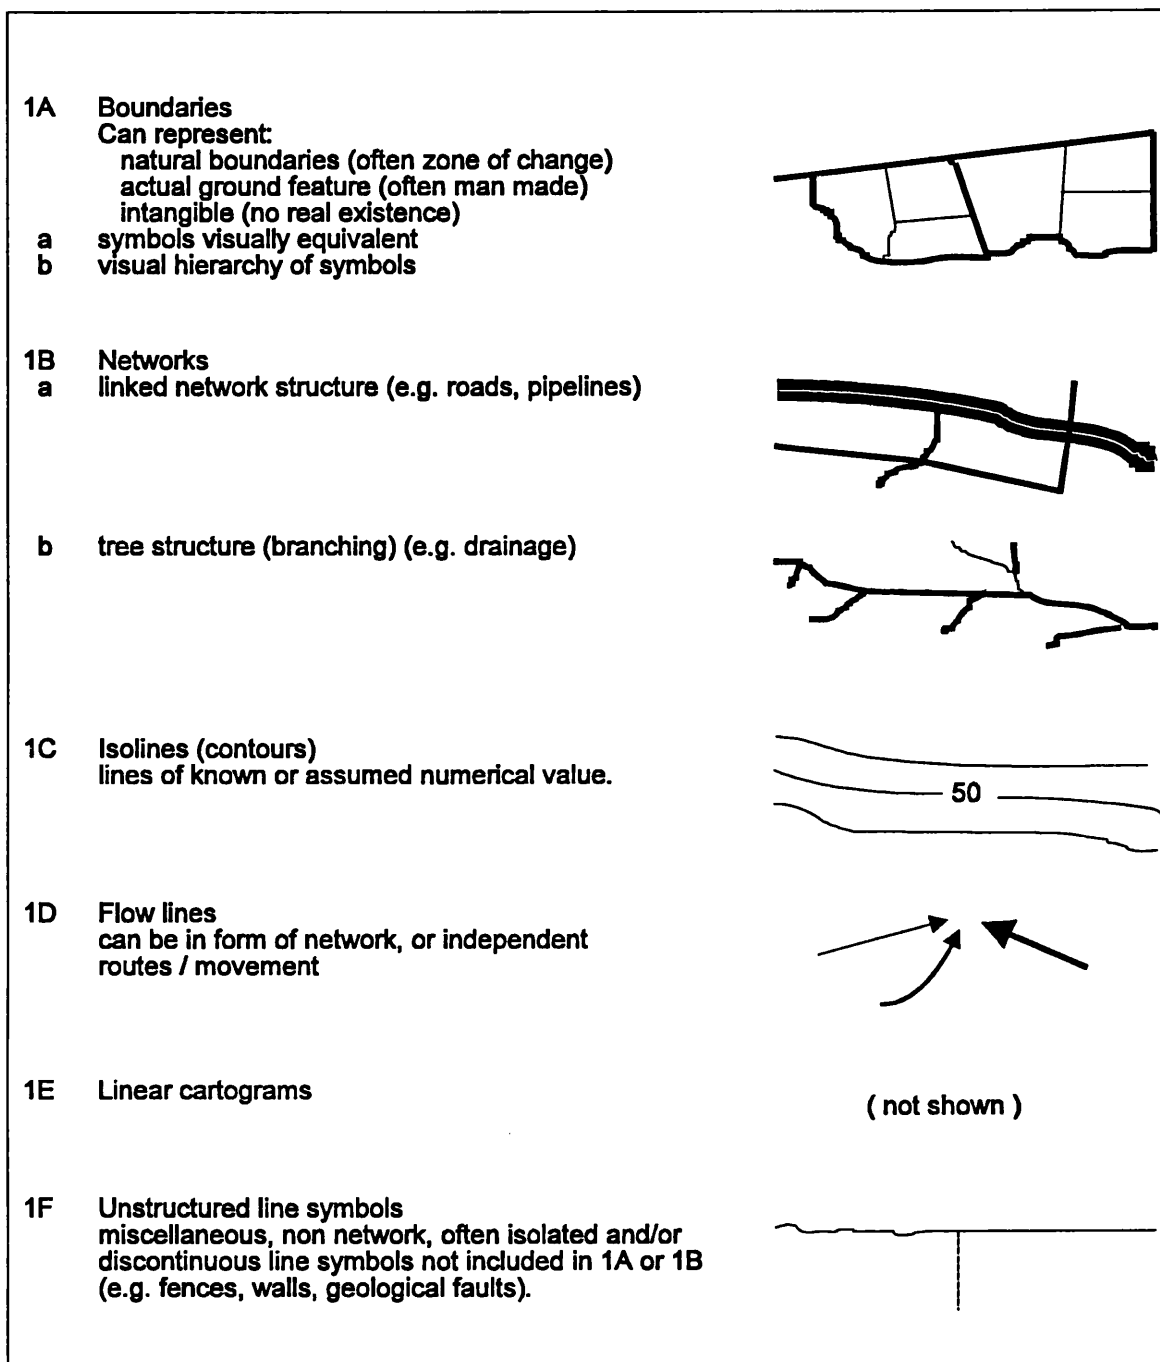 1A Boundaries
Can represent:
natural boundaries (often zone of change)
actual ground feature (often man made)
intangible (no real existence)
a symbols visually equivalent
b visual hierarchy of symbols
1B Networks
a linked network structure (e.g. roads, pipelines)
b tree structure (branching) (e.g. drainage)
1C Isolines (contours)
lines of known or assumed numerical value.
50
1D Flow lines
can be in form of network, or independent
routes / movement
1E Linear cartograms
( not shown )
1F Unstructured line symbols
miscellaneous, non network, often isolated and/or
discontinuous line symbols not included in 1A or 1B
(e.g. fences, walls, geological faults).